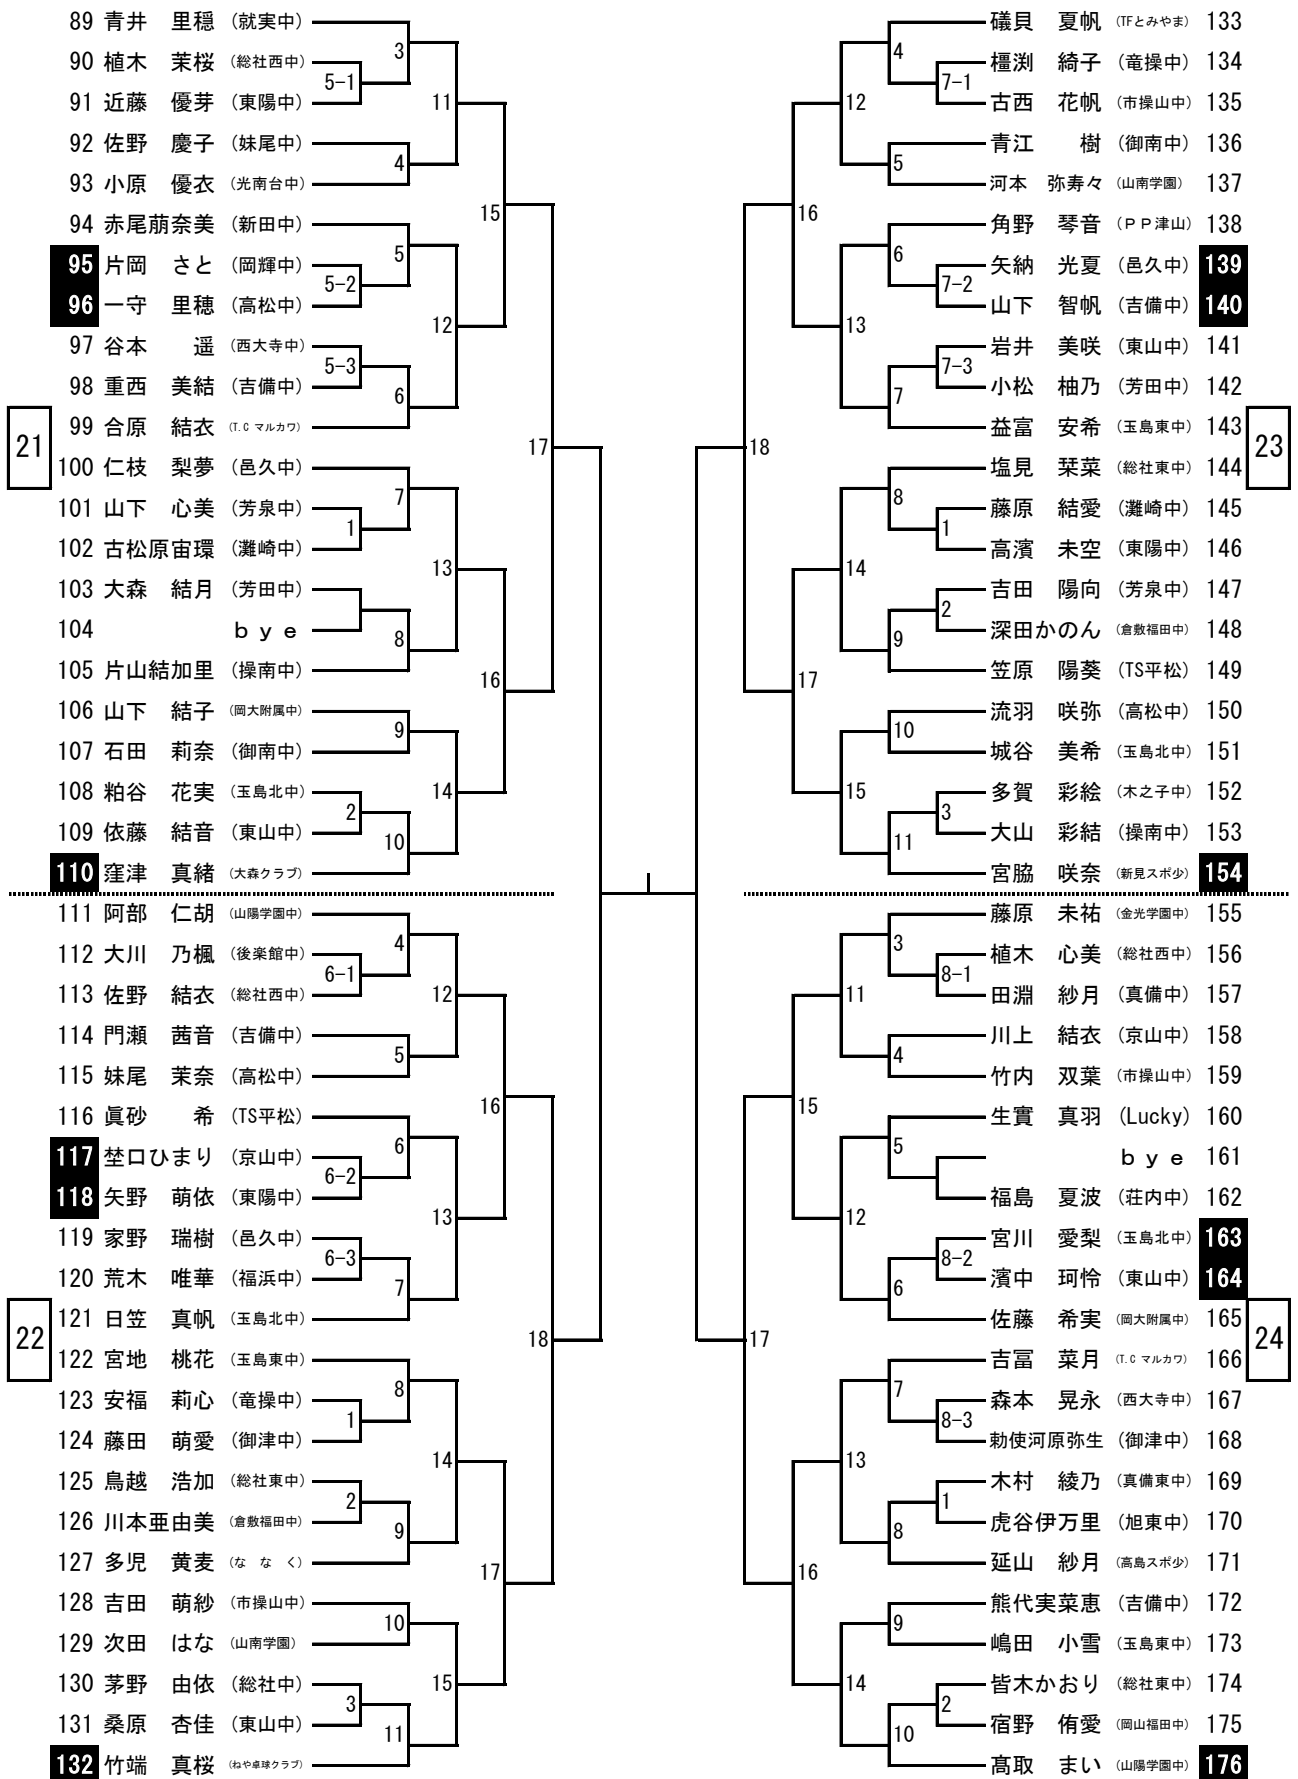 89 青井　里穏 (就実中)
90 植木　茉桜 (総社西中)
91 近藤　優芽 (東陽中)
92 佐野　慶子 (妹尾中)
93 小原　優衣 (光南台中)
94 赤尾萠奈美 (新田中)
95 片岡　さと (岡輝中)
96 一守　里穂 (高松中)
97 谷本　遥 (西大寺中)
98 重西　美結 (吉備中)
99 合原　結衣 (T.C マルカワ)
100 仁枝　梨夢 (邑久中)
101 山下　心美 (芳泉中)
102 古松原宙環 (灘崎中)
103 大森　結月 (芳田中)
104 bye
105 片山結加里 (操南中)
106 山下　結子 (岡大附属中)
107 石田　莉奈 (御南中)
108 粕谷　花実 (玉島北中)
109 依藤　結音 (東山中)
110 窪津　真緒 (大森クラブ)
21
3
5-1
11
4
15
5
5-2
12
5-3
6
17
7
1
13
8
16
9
14
2
10
111 阿部　仁胡 (山陽学園中)
112 大川　乃楓 (後楽館中)
113 佐野　結衣 (総社西中)
114 門瀬　茜音 (吉備中)
115 妹尾　茉奈 (高松中)
116 眞砂　希 (TS平松)
117 埜口ひまり (京山中)
118 矢野　萌依 (東陽中)
119 家野　瑞樹 (邑久中)
120 荒木　唯華 (福浜中)
121 日笠　真帆 (玉島北中)
122 宮地　桃花 (玉島東中)
123 安福　莉心 (竜操中)
124 藤田　萌愛 (御津中)
125 鳥越　浩加 (総社東中)
126 川本亜由美 (倉敷福田中)
127 多児　黄麦 (な な く)
128 吉田　萌紗 (市操山中)
129 次田　はな (山南学園)
130 茅野　由依 (総社中)
131 桑原　杏佳 (東山中)
132 竹端　真桜 (ねや卓球クラブ)
22
4
6-1
12
5
16
6
6-2
13
6-3
7
18
8
1
14
2
9
17
10
15
3
11
礒貝　夏帆 (TFとみやま) 133
橿渕　綺子 (竜操中) 134
古西　花帆 (市操山中) 135
青江　樹 (御南中) 136
河本　弥寿々 (山南学園) 137
角野　琴音 (ＰＰ津山) 138
矢納　光夏 (邑久中) 139
山下　智帆 (吉備中) 140
岩井　美咲 (東山中) 141
小松　柚乃 (芳田中) 142
益富　安希 (玉島東中) 143
塩見　栞菜 (総社東中) 144
藤原　結愛 (灘崎中) 145
高濱　未空 (東陽中) 146
吉田　陽向 (芳泉中) 147
深田かのん (倉敷福田中) 148
笠原　陽葵 (TS平松) 149
流羽　咲弥 (高松中) 150
城谷　美希 (玉島北中) 151
多賀　彩絵 (木之子中) 152
大山　彩結 (操南中) 153
宮脇　咲奈 (新見スポ少) 154
23
4
7-1
12
5
16
6
7-2
13
7-3
7
18
8
1
14
2
9
17
10
15
3
11
藤原　未祐 (金光学園中) 155
植木　心美 (総社西中) 156
田淵　紗月 (真備中) 157
川上　結衣 (京山中) 158
竹内　双葉 (市操山中) 159
生實　真羽 (Lucky) 160
bye 161
福島　夏波 (荘内中) 162
宮川　愛梨 (玉島北中) 163
濱中　珂怜 (東山中) 164
佐藤　希実 (岡大附属中) 165
吉冨　菜月 (T.C マルカワ) 166
森本　晃永 (西大寺中) 167
勅使河原弥生 (御津中) 168
木村　綾乃 (真備東中) 169
虎谷伊万里 (旭東中) 170
延山　紗月 (高島スポ少) 171
熊代実菜恵 (吉備中) 172
嶋田　小雪 (玉島東中) 173
皆木かおり (総社東中) 174
宿野　侑愛 (岡山福田中) 175
髙取　まい (山陽学園中) 176
24
3
8-1
11
4
15
5
12
8-2
6
17
7
8-3
13
1
8
16
9
14
2
10